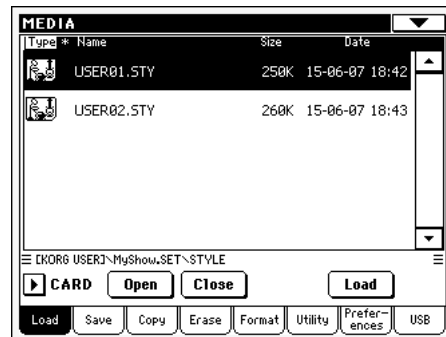 MEDIA
Type * Name Size Date
USER01.STY 250K 15-06-07 18:42
USER02.STY 260K 15-06-07 18:43
[KORG USER]\MyShow.SET\STYLE
CARD Open Close Load
Load Save Copy Erase Format Utility Prefer-ences USB